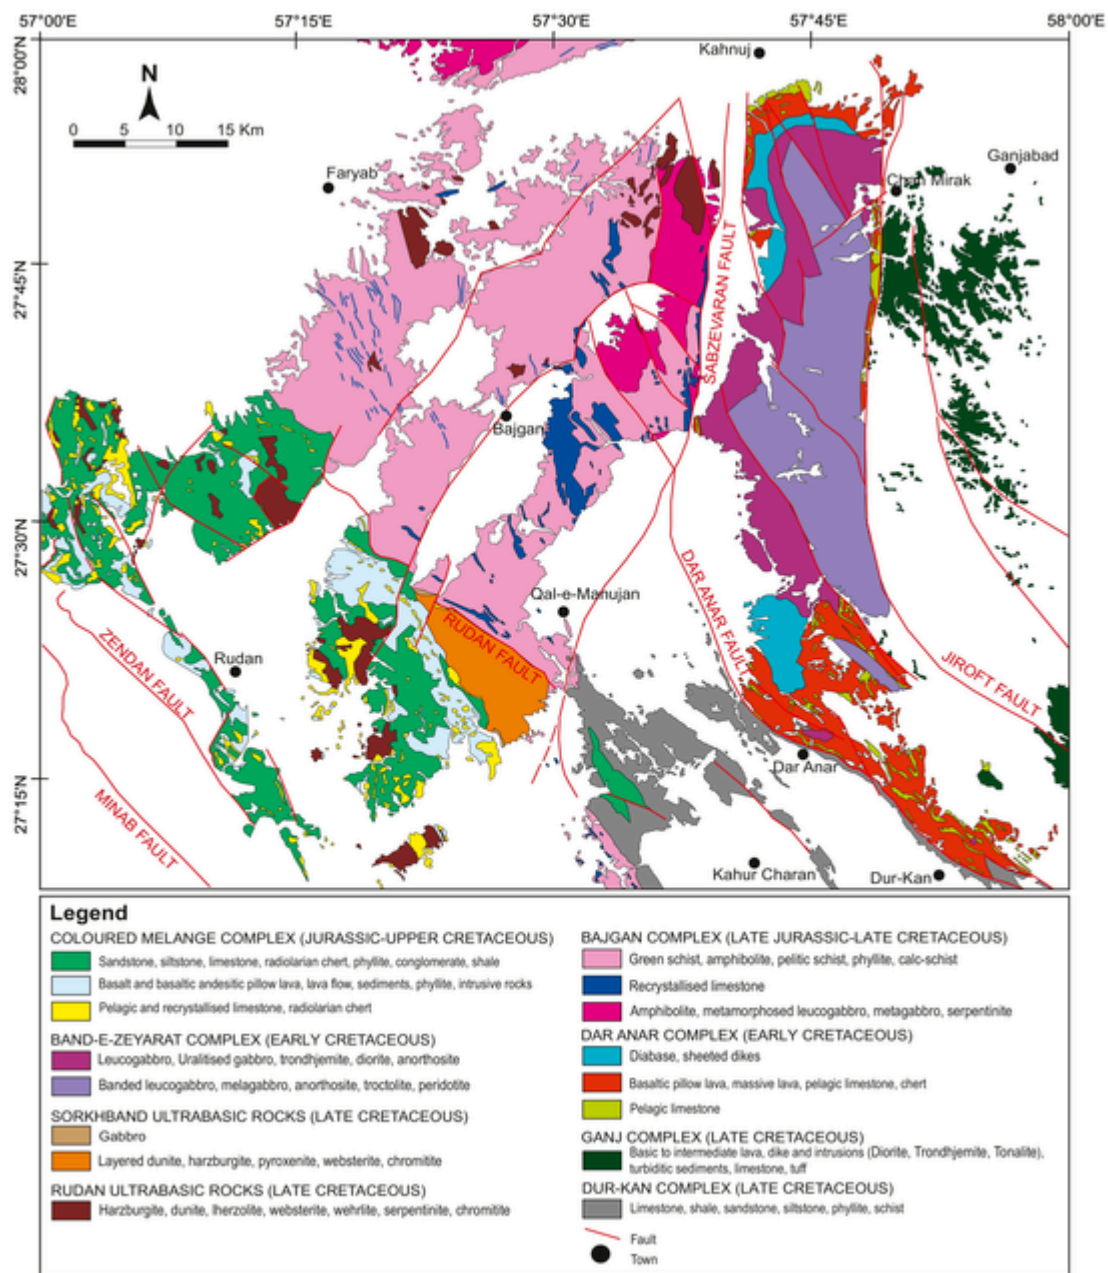 57°00'E 57°15'E 57°30'E 57°45'E 58°00'E
28°00'N
27°45'N
27°30'N
27°15'N
N
0 5 10 15 Km
Kahnuj
Ganjabad
Faryab
Chan Mirak
SABZEVARAN FAULT
Bajgan
DAR ANAR FAULT
Qal-e-Manujan
RUDAN FAULT
ZENDAN FAULT
Rudan
JIROFT FAULT
Dar Anar
MINAB FAULT
Kahur Charan
Dur-Kan
Legend
COLOURED MELANGE COMPLEX (JURASSIC-UPPER CRETACEOUS)
Sandstone, siltstone, limestone, radiolarian chert, phyllite, conglomerate, shale
Basalt and basaltic andesitic pillow lava, lava flow, sediments, phyllite, intrusive rocks
Pelagic and recrystallised limestone, radiolarian chert
BAND-E-ZEYARAT COMPLEX (EARLY CRETACEOUS)
Leucogabbro, Uralitised gabbro, trondhjemite, diorite, anorthosite
Banded leucogabbro, melagabbro, anorthosite, troctolite, peridotite
SORKHBAND ULTRABASIC ROCKS (LATE CRETACEOUS)
Gabbro
Layered dunite, harzburgite, pyroxenite, websterite, chromitite
RUDAN ULTRABASIC ROCKS (LATE CRETACEOUS)
Harzburgite, dunite, lherzolite, websterite, wehrlite, serpentinite, chromitite
BAJGAN COMPLEX (LATE JURASSIC-LATE CRETACEOUS)
Green schist, amphibolite, pelitic schist, phyllite, calc-schist
Recrystallised limestone
Amphibolite, metamorphosed leucogabbro, metagabbro, serpentinite
DAR ANAR COMPLEX (EARLY CRETACEOUS)
Diabase, sheeted dikes
Basaltic pillow lava, massive lava, pelagic limestone, chert
Pelagic limestone
GANJ COMPLEX (LATE CRETACEOUS)
Basic to intermediate lava, dike and intrusions (Diorite, Trondhjemite, Tonalite),
turbiditic sediments, limestone, tuff
DUR-KAN COMPLEX (LATE CRETACEOUS)
Limestone, shale, sandstone, siltstone, phyllite, schist
Fault
Town